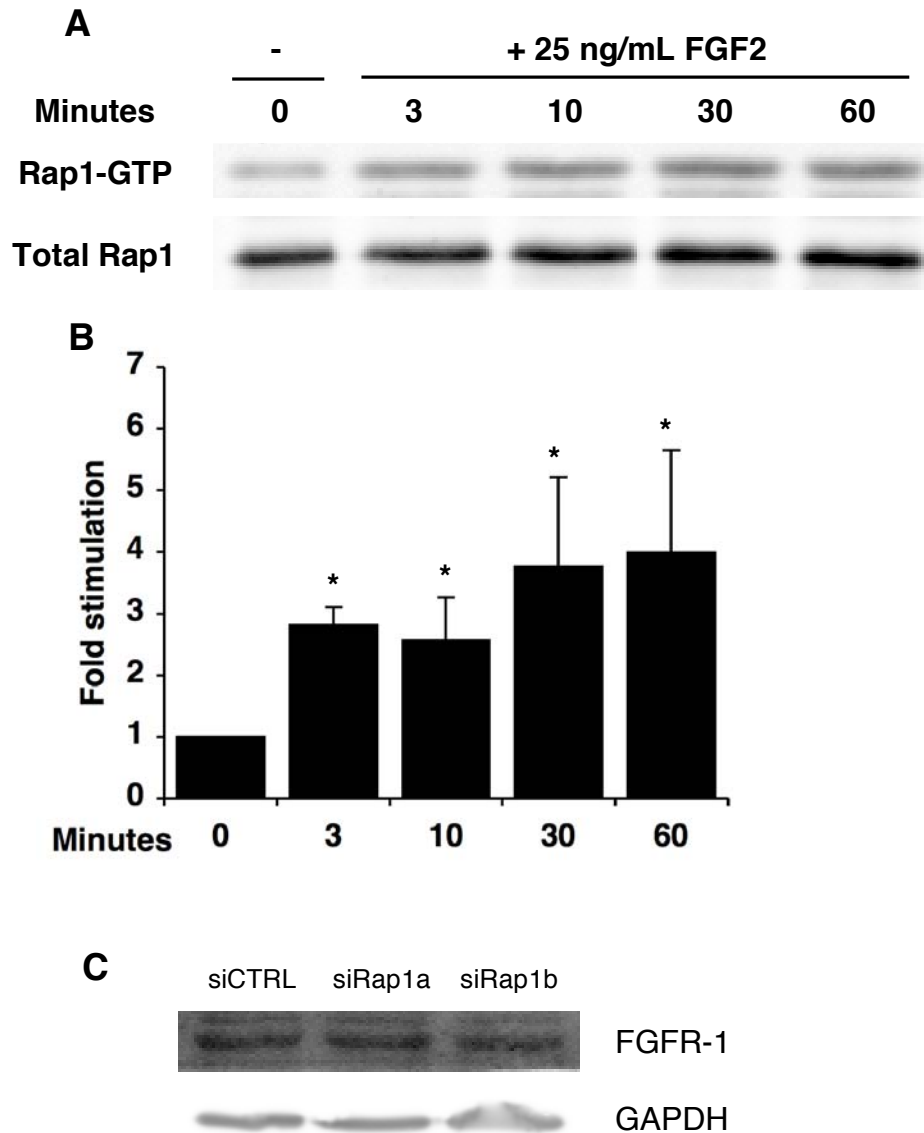 A
- + 25 ng/mL FGF2
Minutes 0 3 10 30 60
Rap1-GTP
Total Rap1
B
7
6
5
4
3
2
1
0
Fold stimulation
* * * *
Minutes 0 3 10 30 60
C
siCTRL siRap1a siRap1b
FGFR-1
GAPDH